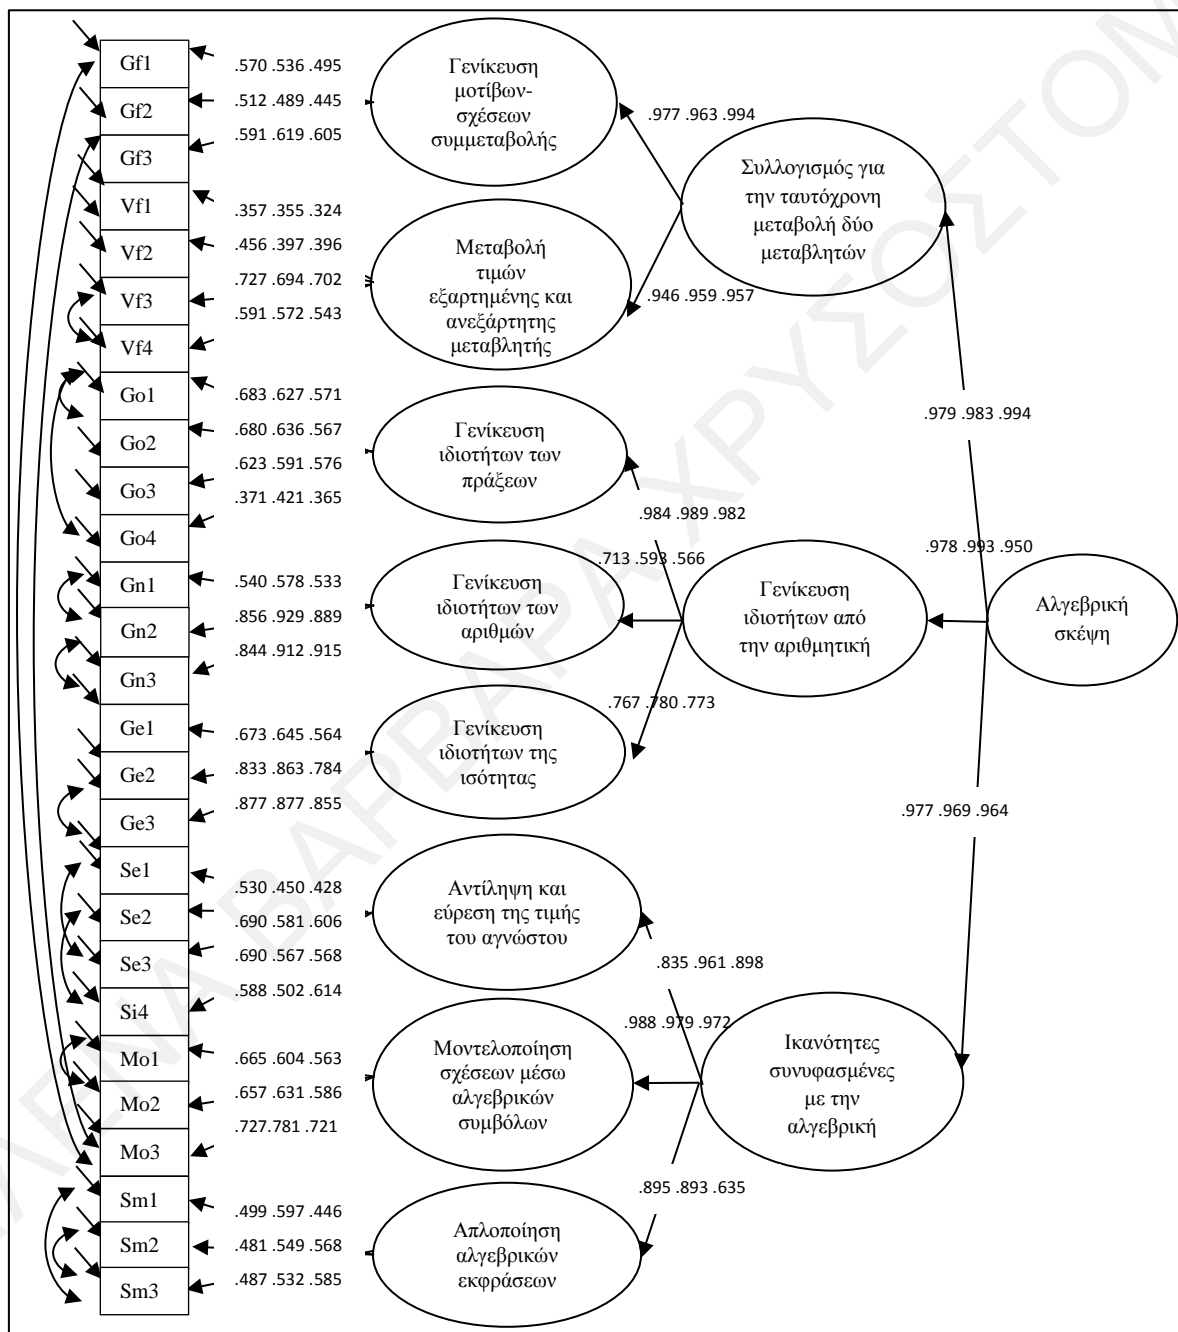 Gf1
Gf2
Gf3
Vf1
Vf2
Vf3
Vf4
Go1
Go2
Go3
Go4
Gn1
Gn2
Gn3
Ge1
Ge2
Ge3
Se1
Se2
Se3
Si4
Mo1
Mo2
Mo3
Sm1
Sm2
Sm3
.570 .536 .495
.512 .489 .445
.591 .619 .605
.357 .355 .324
.456 .397 .396
.727 .694 .702
.591 .572 .543
.683 .627 .571
.680 .636 .567
.623 .591 .576
.371 .421 .365
.540 .578 .533
.856 .929 .889
.844 .912 .915
.673 .645 .564
.833 .863 .784
.877 .877 .855
.530 .450 .428
.690 .581 .606
.690 .567 .568
.588 .502 .614
.665 .604 .563
.657 .631 .586
.727.781 .721
.499 .597 .446
.481 .549 .568
.487 .532 .585
Γενίκευση
μοτίβων-
σχέσεων
συμμεταβολής
Μεταβολή
τιμών
εξαρτημένης και
ανεξάρτητης
μεταβλητής
Γενίκευση
ιδιοτήτων των
πράξεων
Γενίκευση
ιδιοτήτων των
αριθμών
Γενίκευση
ιδιοτήτων της
ισότητας
Αντίληψη και
εύρεση της τιμής
του αγνώστου
Μοντελοποίηση
σχέσεων μέσω
αλγεβρικών
συμβόλων
Απλοποίηση
αλγεβρικών
εκφράσεων
.977 .963 .994
.946 .959 .957
.984 .989 .982
.713 .593 .566
.767 .780 .773
.835 .961 .898
.988 .979 .972
.895 .893 .635
Συλλογισμός για
την ταυτόχρονη
μεταβολή δύο
μεταβλητών
Γενίκευση
ιδιοτήτων από
την αριθμητική
Ικανότητες
συνυφασμένες
με την
αλγεβρική
.979 .983 .994
.978 .993 .950
.977 .969 .964
Αλγεβρική
σκέψη
ΒΑΡΒΑΡΑ ΧΡΥΣΟΣΤΟΜ